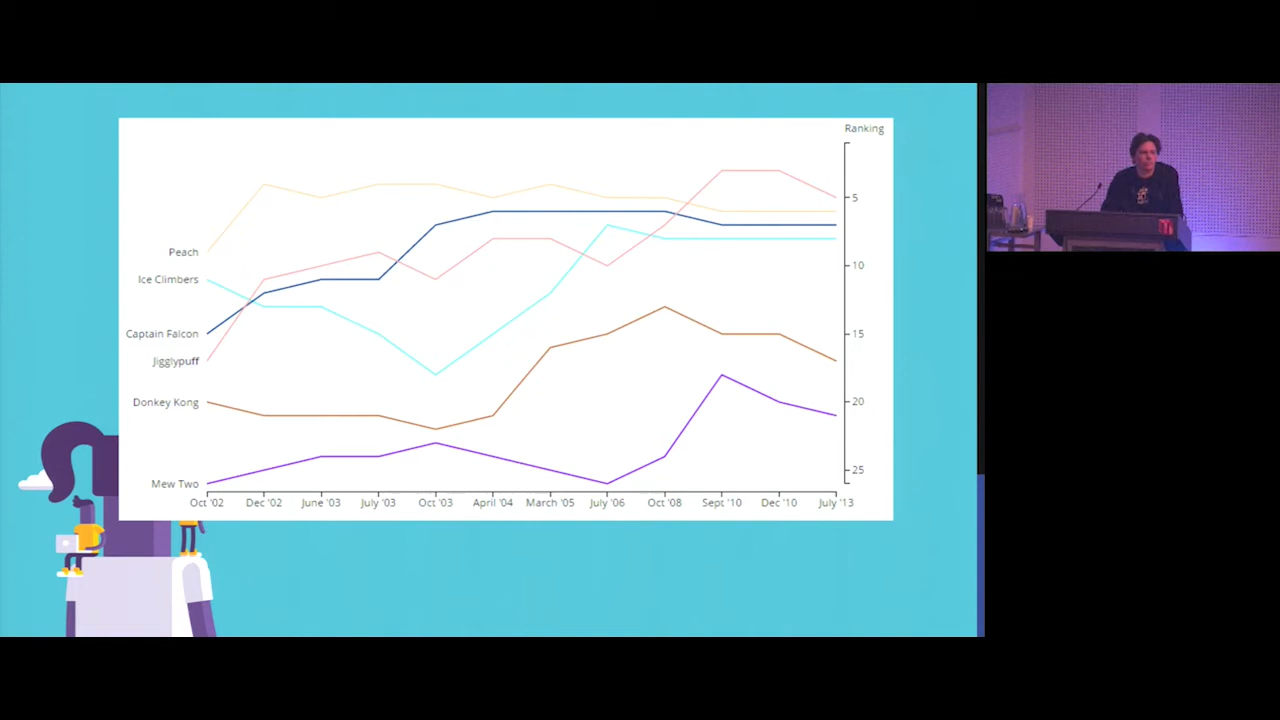 Ranking
5
10
15
20
25
Peach
Ice Climbers
Captain Falcon
Jigglypuff
Donkey Kong
Mew Two
Oct '02 Dec '02 June '03 July '03 Oct '03 April '04 March '05 July '06 Oct '08 Sept '10 Dec '10 July '13